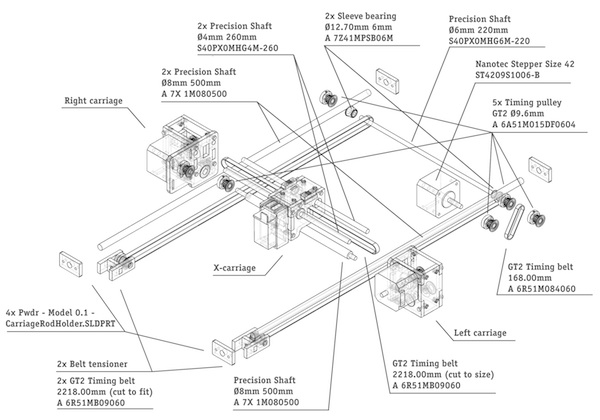 2x Precision Shaft
Ø4mm 260mm
S40PX0MHG4M-260
2x Sleeve bearing
Ø12.70mm 6mm
A 7Z41MPSB06M
Precision Shaft
Ø6mm 220mm
S40PX0MHG6M-220
2x Precision Shaft
Ø8mm 500mm
A 7X 1M080500
Nanotec Stepper Size 42
ST4209S1006-B
Right carriage
5x Timing pulley
GT2 Ø9.6mm
A 6A51M015DF0604
X-carriage
GT2 Timing belt
168.00mm
A 6R51M084060
4x Pwdr - Model 0.1 -
CarriageRodHolder.SLDPRT
Left carriage
2x Belt tensioner
2x GT2 Timing belt
2218.00mm (cut to fit)
A 6R51MB09060
Precision Shaft
Ø8mm 500mm
A 7X 1M080500
GT2 Timing belt
2218.00mm (cut to size)
A 6R51MB09060